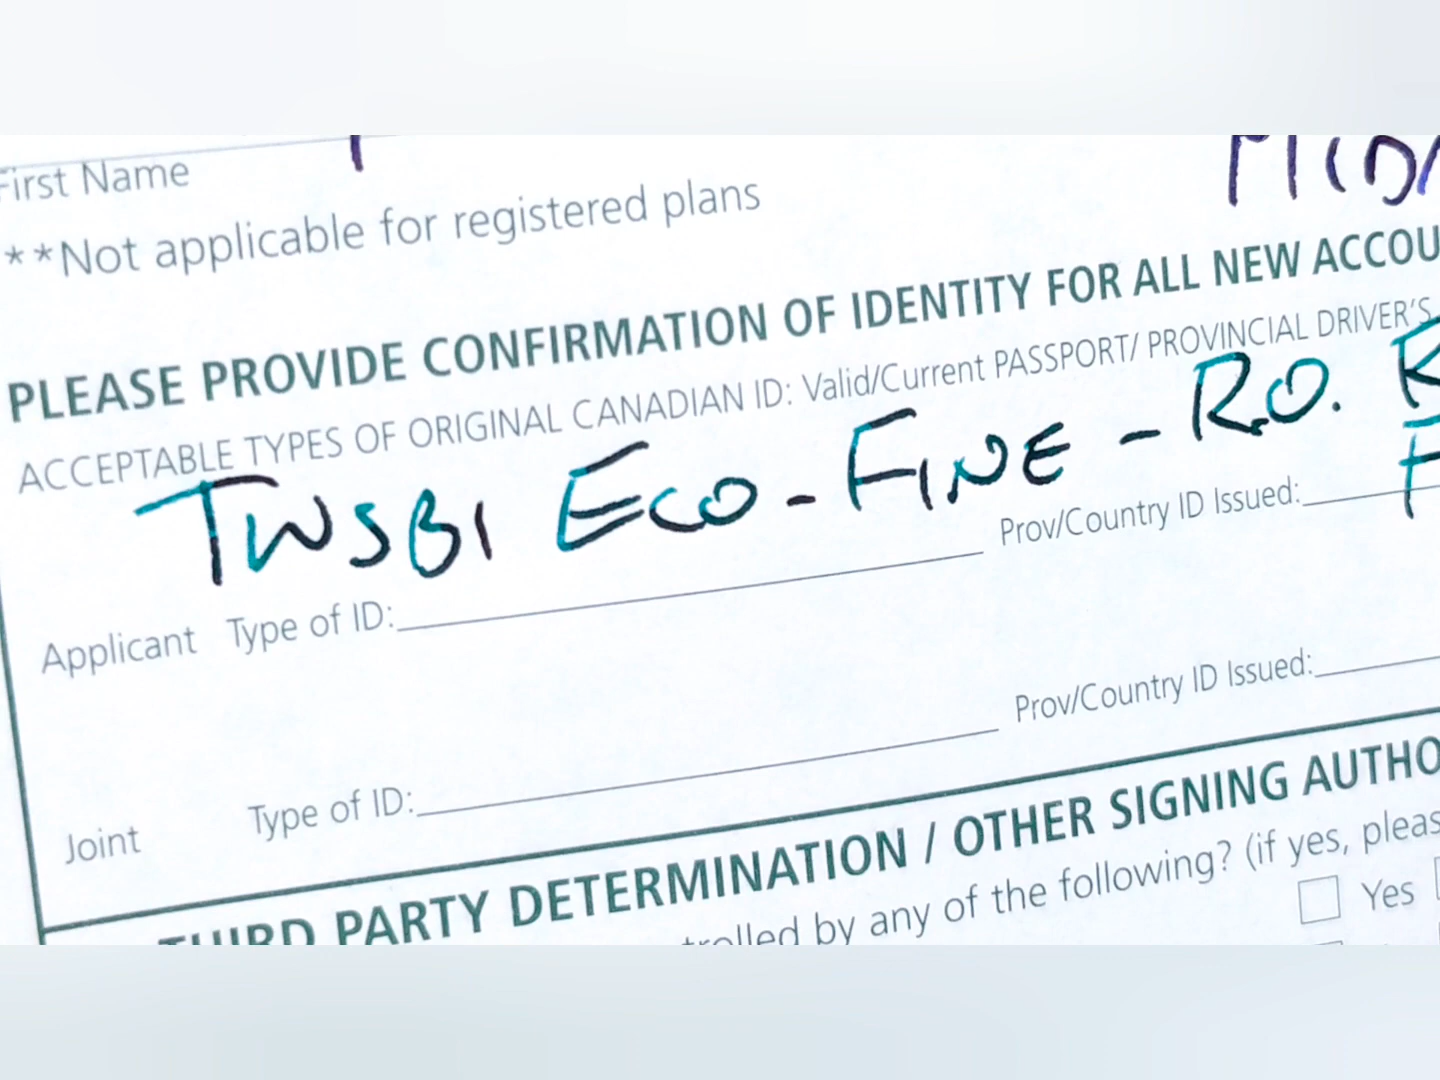 First Name
**Not applicable for registered plans
PLEASE PROVIDE CONFIRMATION OF IDENTITY FOR ALL NEW ACCOU
ACCEPTABLE TYPES OF ORIGINAL CANADIAN ID: Valid/Current PASSPORT/ PROVINCIAL DRIVER'S
TWSBI ECO - FINE - R.O.
Applicant Type of ID: Prov/Country ID Issued:
Joint Type of ID: Prov/Country ID Issued:
THIRD PARTY DETERMINATION / OTHER SIGNING AUTHO
trolled by any of the following? (if yes, pleas
Yes